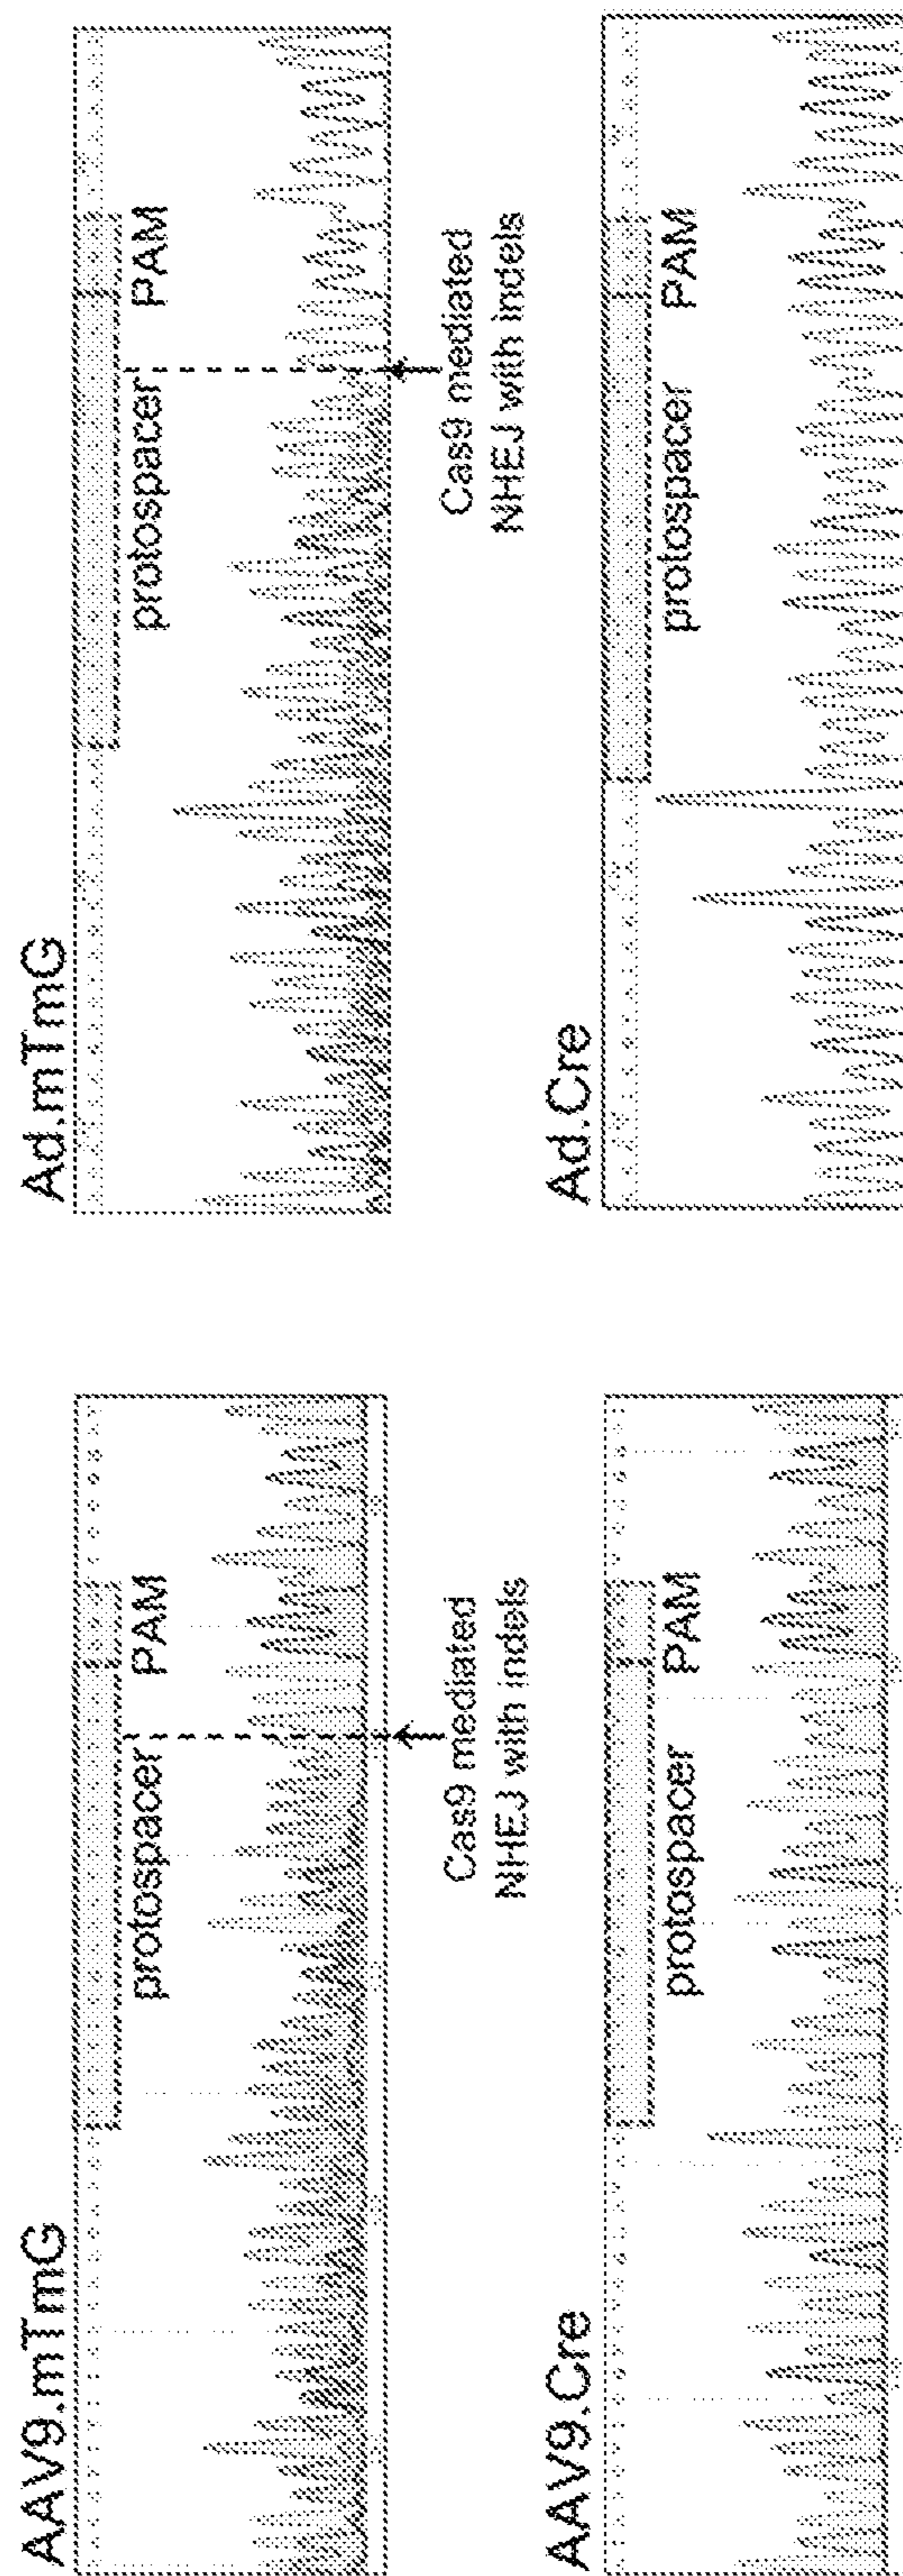 AAV9.mTmG
protospacer PAM
Cas9 mediated
NHEJ with indels
Ad.mTmG
protospacer PAM
Cas9 mediated
NHEJ with indels
AAV9.Cre
protospacer PAM
Ad.Cre
protospacer PAM